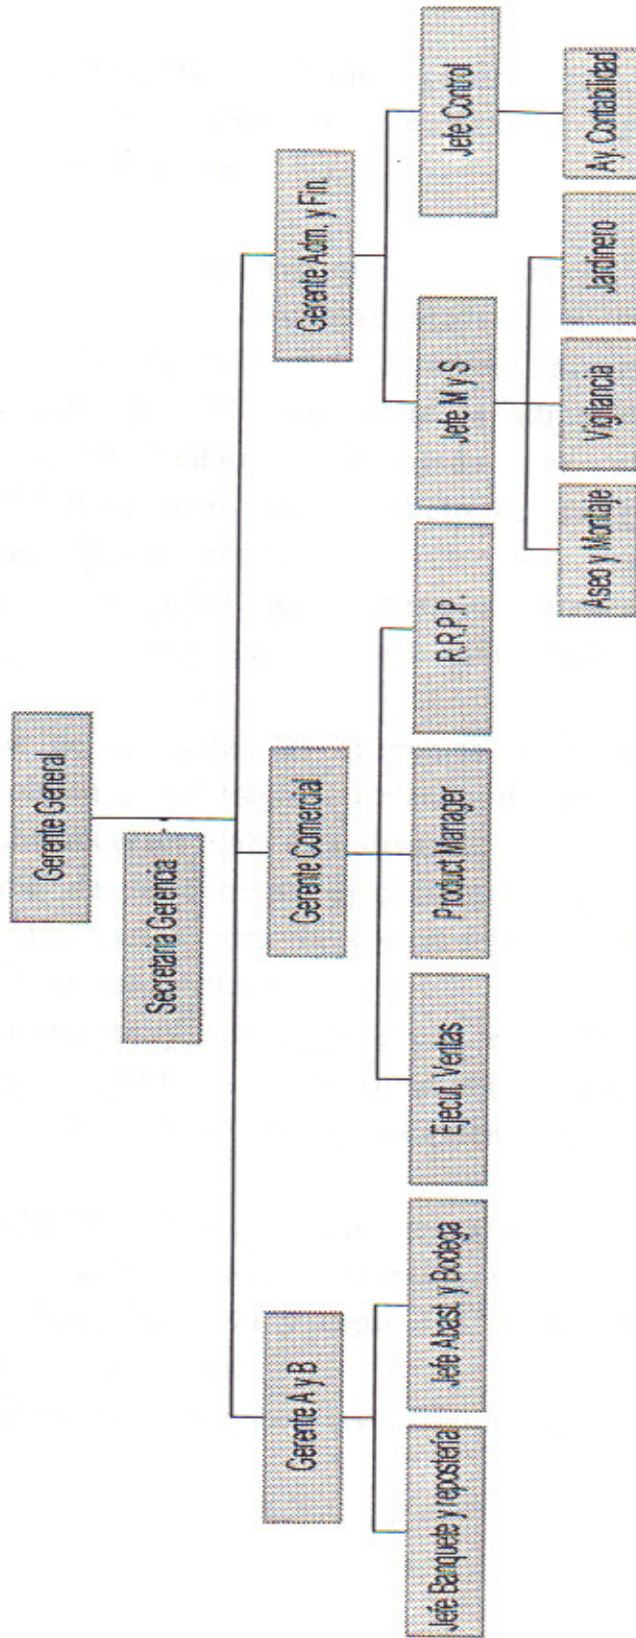 Gerente General
Secretaria Gerencia
Gerente A y B
Gerente Comercial
Gerente Adm. y Fin.
Jefe Banquete y repostería
Jefe Abast. y Bodega
Ejecut. Ventas
Product Manager
R.R.P.P.
Jefe M y S
Jefe Control
Aseo y Montaje
Vigilancia
Jardinero
Ay. Contabilidad